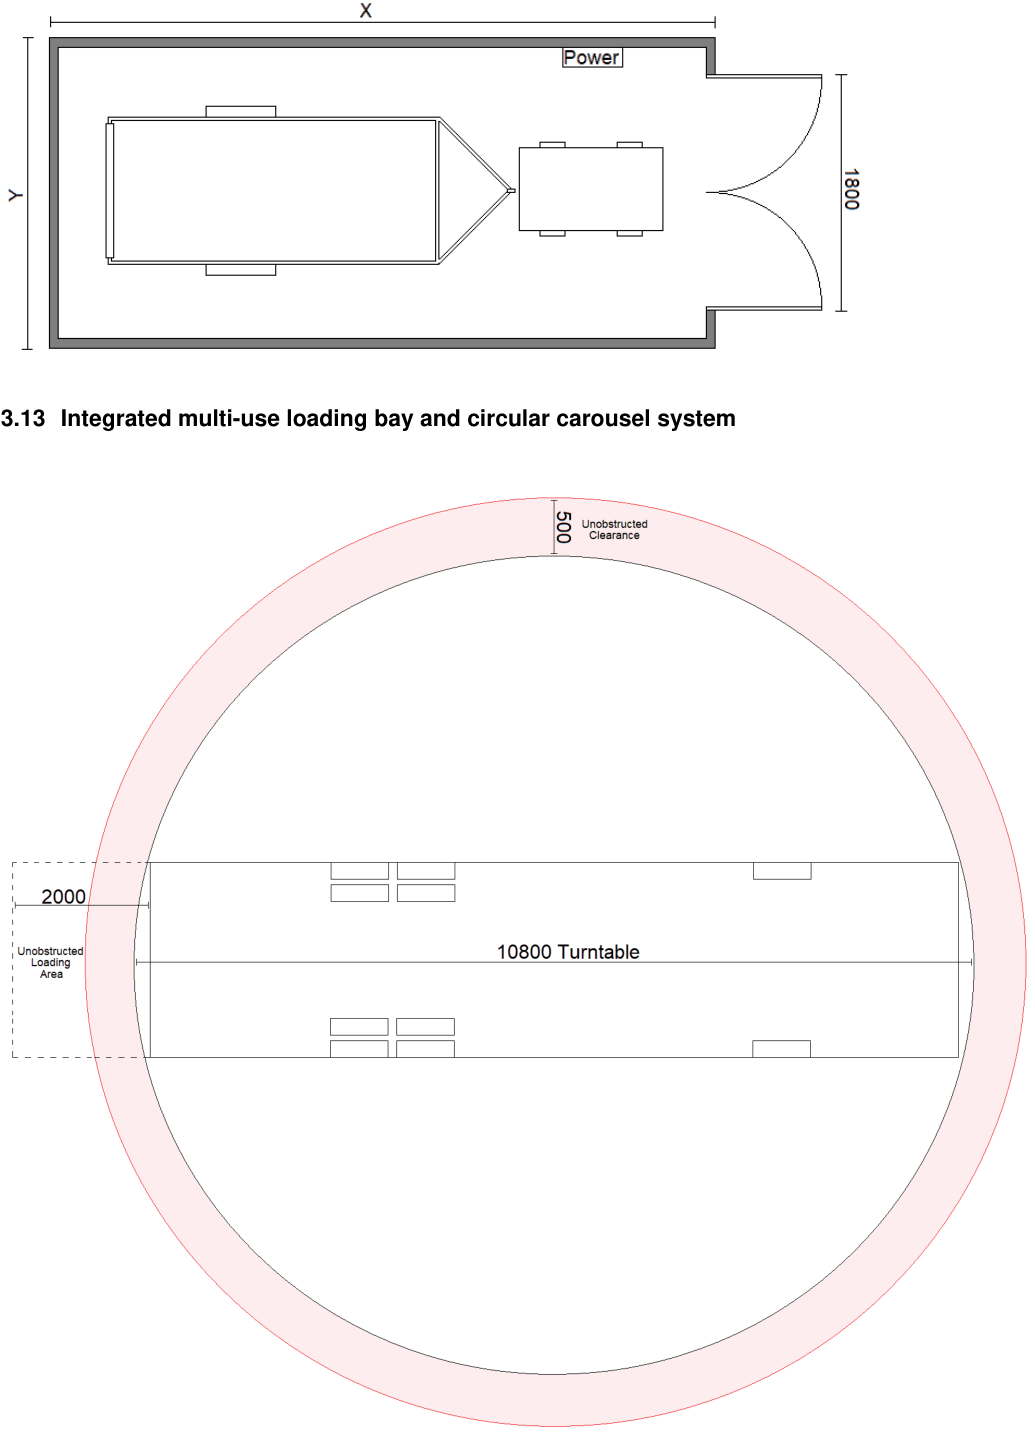 X
Power
Y
1800
3.13 Integrated multi-use loading bay and circular carousel system
500
Unobstructed
Clearance
2000
Unobstructed
Loading
Area
10800 Turntable